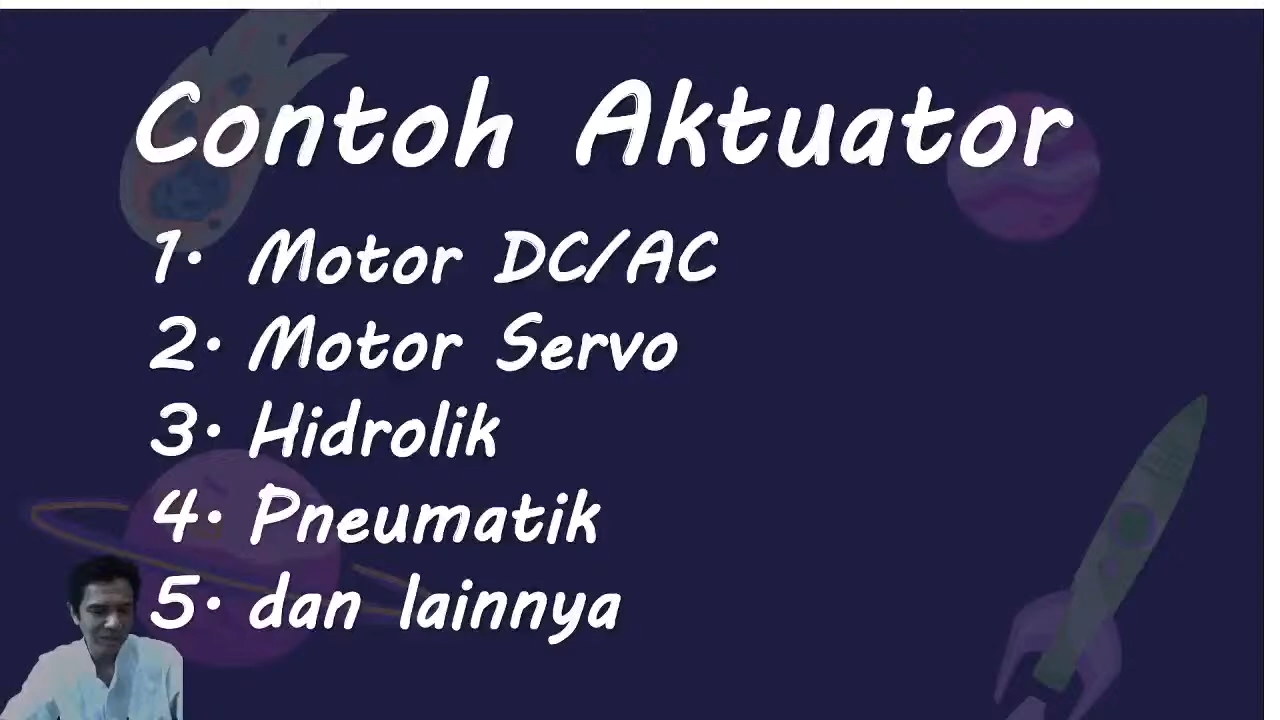 Contoh Aktuator
1. Motor DC/AC
2. Motor Servo
3. Hidrolik
4. Pneumatik
5. dan lainnya